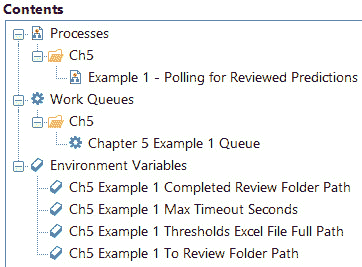 Contents
Processes
Ch5
Example 1 - Polling for Reviewed Predictions
Work Queues
Ch5
Chapter 5 Example 1 Queue
Environment Variables
Ch5 Example 1 Completed Review Folder Path
Ch5 Example 1 Max Timeout Seconds
Ch5 Example 1 Thresholds Excel File Full Path
Ch5 Example 1 To Review Folder Path